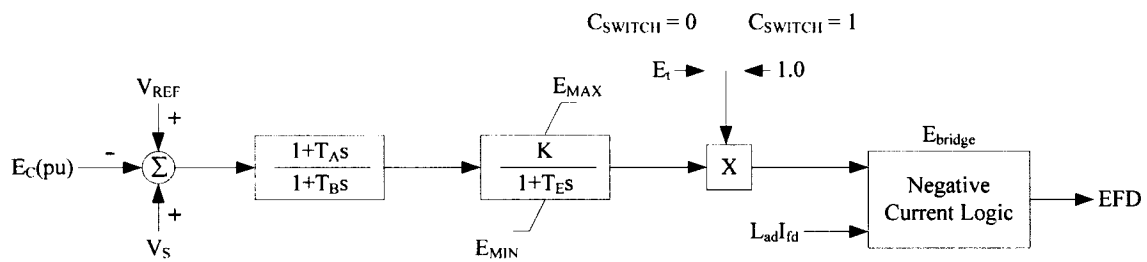 C_SWITCH = 0 C_SWITCH = 1
E_t 1.0
V_REF
+
E_MAX
E_C(pu) - Σ
1+T_As
1+T_Bs
K
1+T_Es
X
E_bridge
Negative
Current Logic
EFD
+
V_S
E_MIN
L_adI_fd